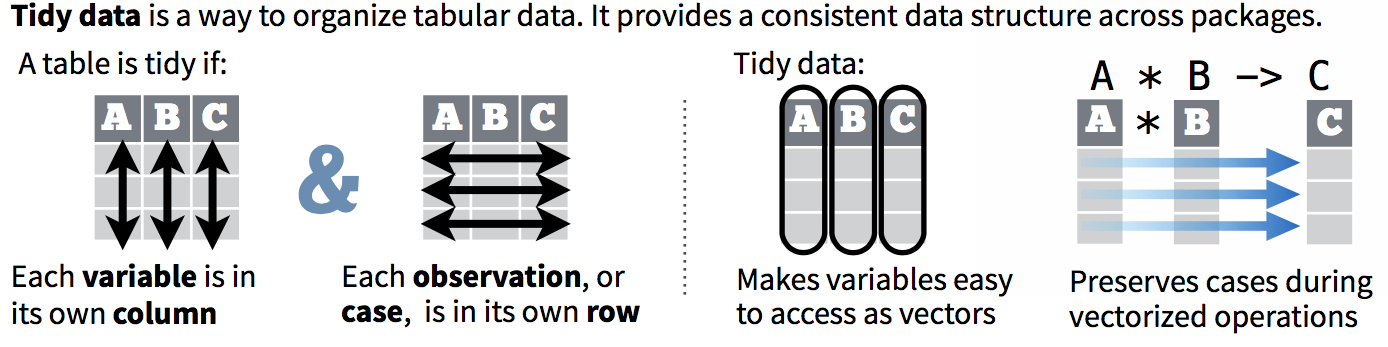 Tidy data is a way to organize tabular data. It provides a consistent data structure across packages.
A table is tidy if:
A B C
&
A B C
Each variable is in
its own column
Each observation, or
case, is in its own row
Tidy data:
A B C
Makes variables easy
to access as vectors
A * B -> C
A * B C
Preserves cases during
vectorized operations